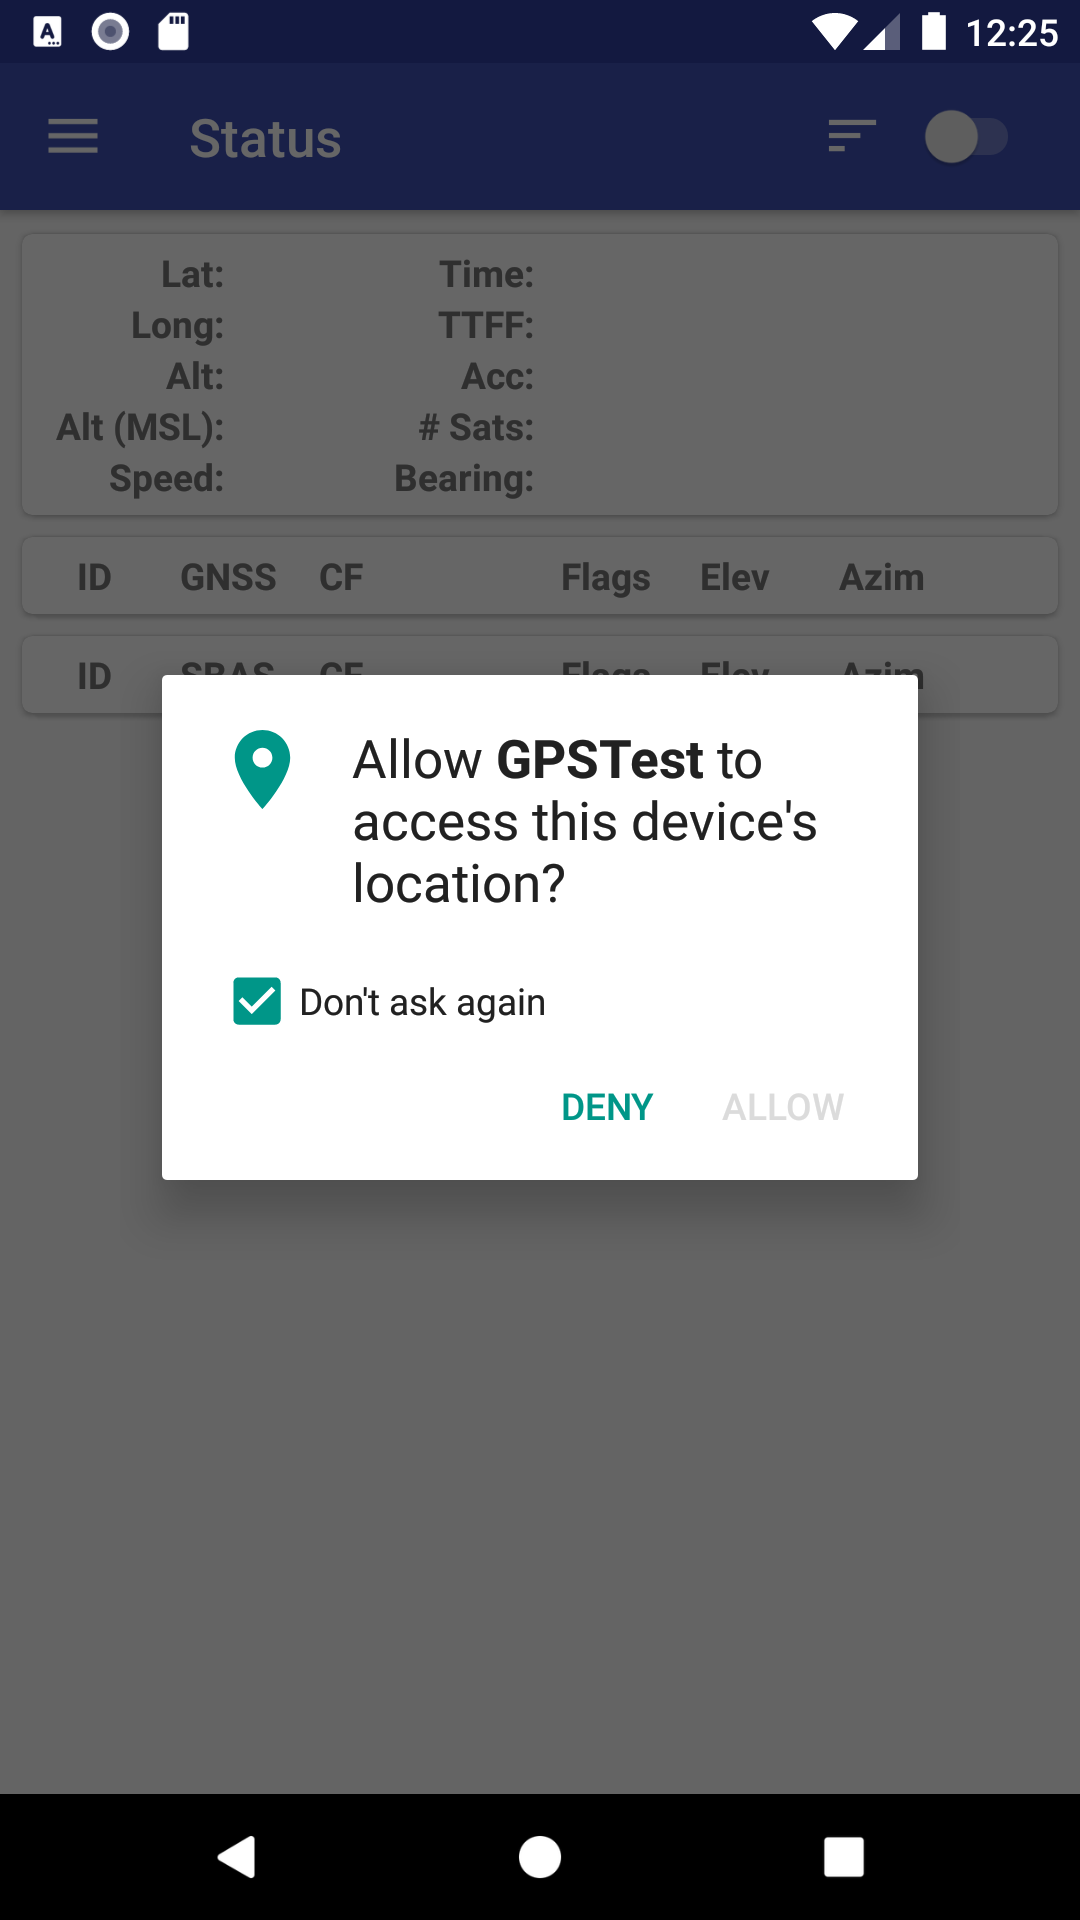 12:25
Status
Lat: Time:
Long: TTFF:
Alt: Acc:
Alt (MSL): # Sats:
Speed: Bearing:
ID GNSS CF Flags Elev Azim
ID SBAS CF Flags Elev Azim
Allow GPSTest to
access this device's
location?
Don't ask again
DENY ALLOW